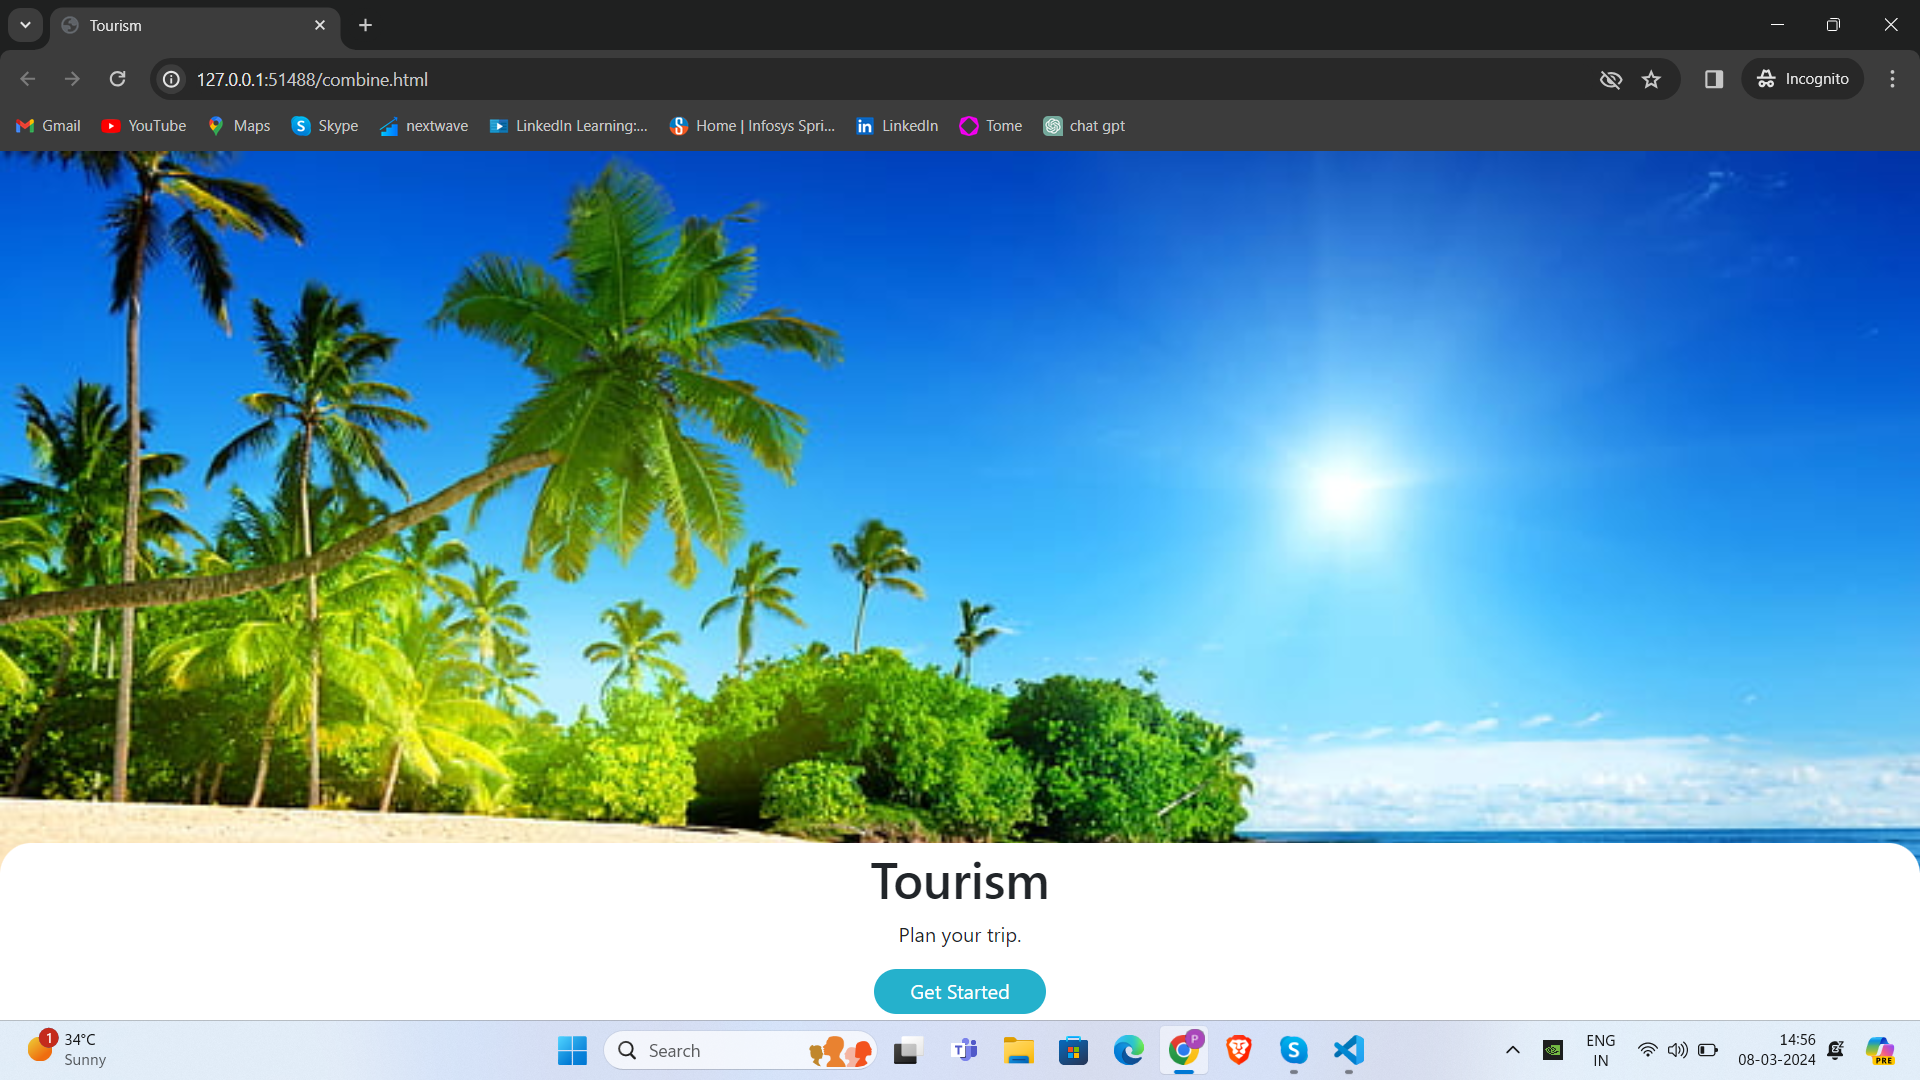 Tourism
127.0.0.1:51488/combine.html
Incognito
Gmail
YouTube
Maps
Skype
nextwave
LinkedIn Learning:...
Home | Infosys Spri...
LinkedIn
Tome
chat gpt
Tourism
Plan your trip.
Get Started
1
34°C
Sunny
Search
P
ENG
IN
14:56
08-03-2024
PRE